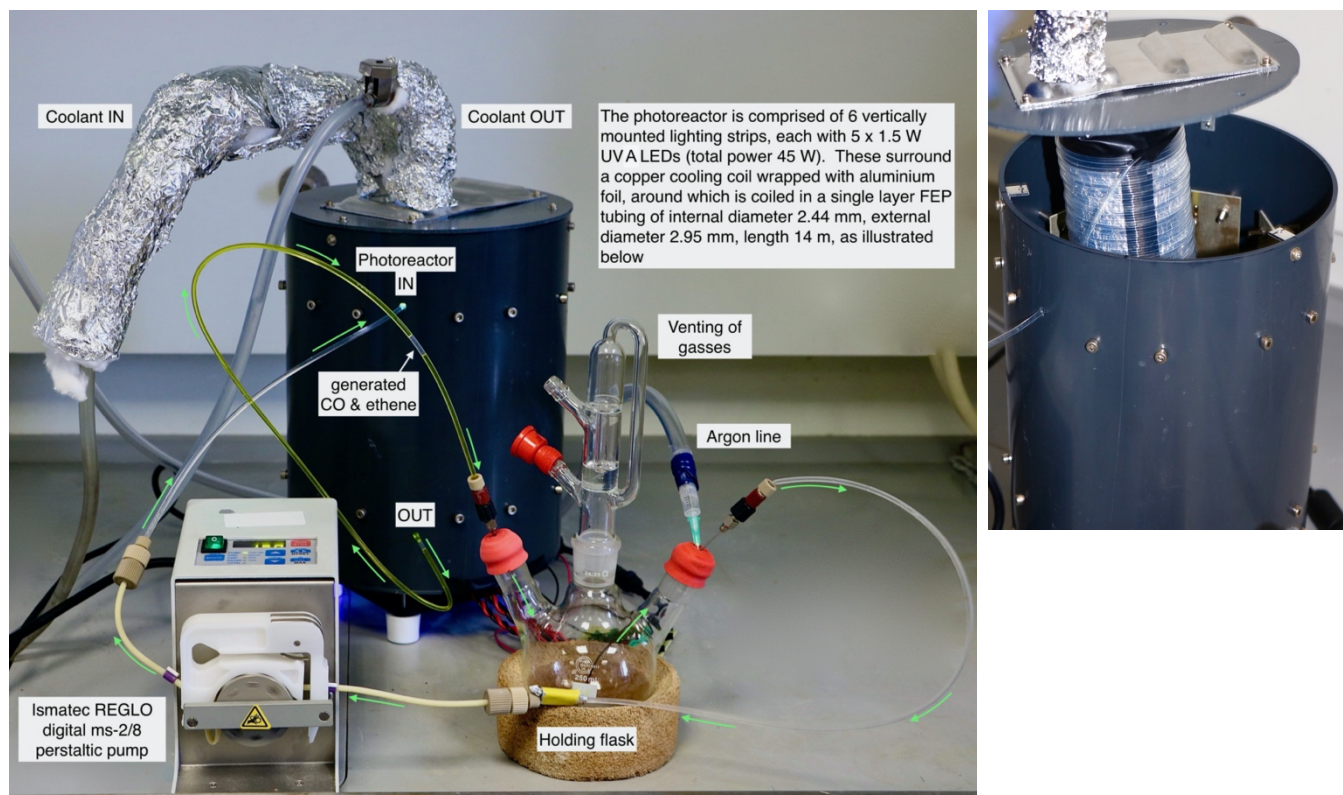 Coolant IN
Coolant OUT
The photoreactor is comprised of 6 vertically
mounted lighting strips, each with 5 x 1.5 W
UVA LEDs (total power 45 W).  These surround
a copper cooling coil wrapped with aluminium
foil, around which is coiled in a single layer FEP
tubing of internal diameter 2.44 mm, external
diameter 2.95 mm, length 14 m, as illustrated
below
Photoreactor
IN
Venting of
gasses
generated
CO & ethene
Argon line
OUT
250 ml
Ismatec REGLO
digital ms-2/8
perstaltic pump
Holding flask